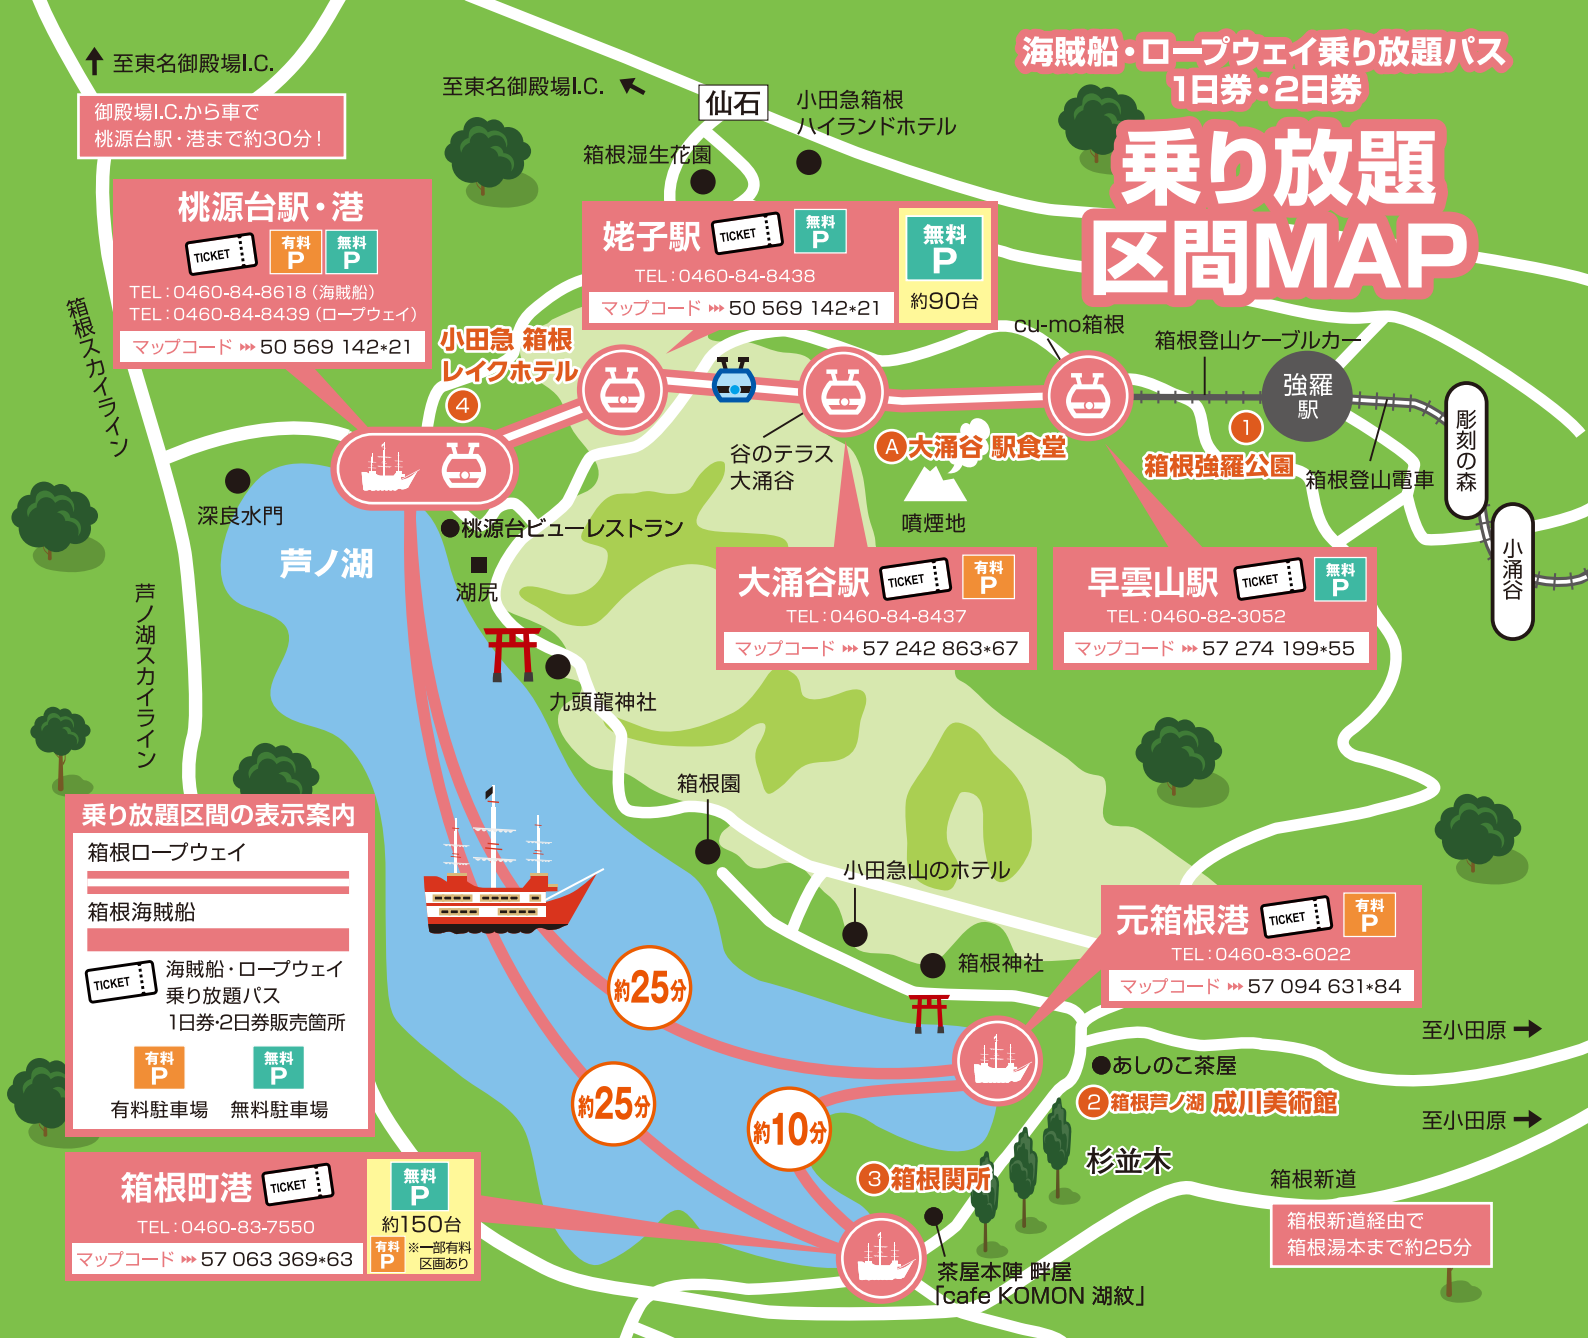 海賊船・ロープウェイ乗り放題パス
1日券・2日券
乗り放題
区間MAP
至東名御殿場I.C.
御殿場I.C.から車で
桃源台駅・港まで約30分！
至東名御殿場I.C.
仙石
小田急箱根
ハイランドホテル
箱根湿生花園
桃源台駅・港
TICKET
有料
P
無料
P
TEL：0460-84-8618（海賊船）
TEL：0460-84-8439（ロープウェイ）
マップコード 50 569 142*21
姥子駅
TICKET
無料
P
TEL：0460-84-8438
マップコード 50 569 142*21
無料
P
約90台
箱根スカイライン
小田急 箱根
レイクホテル
4
cu-mo箱根
箱根登山ケーブルカー
強羅
駅
1
箱根強羅公園
箱根登山電車
彫刻の森
小涌谷
谷のテラス
大涌谷
A
大涌谷 駅食堂
噴煙地
深良水門
芦ノ湖
桃源台ビューレストラン
湖尻
大涌谷駅
TICKET
有料
P
TEL：0460-84-8437
マップコード 57 242 863*67
早雲山駅
TICKET
無料
P
TEL：0460-82-3052
マップコード 57 274 199*55
芦ノ湖スカイライン
九頭龍神社
箱根園
小田急山のホテル
箱根神社
乗り放題区間の表示案内
箱根ロープウェイ
箱根海賊船
TICKET
海賊船・ロープウェイ
乗り放題パス
1日券・2日券販売箇所
有料
P
無料
P
有料駐車場
無料駐車場
約25分
約25分
約10分
元箱根港
TICKET
有料
P
TEL：0460-83-6022
マップコード 57 094 631*84
至小田原
あしのこ茶屋
2
箱根芦ノ湖 成川美術館
至小田原
杉並木
3
箱根関所
箱根新道
箱根新道経由で
箱根湯本まで約25分
箱根町港
TICKET
TEL：0460-83-7550
マップコード 57 063 369*63
無料
P
約150台
有料
P
※一部有料
区画あり
茶屋本陣 畔屋
「cafe KOMON 湖紋」